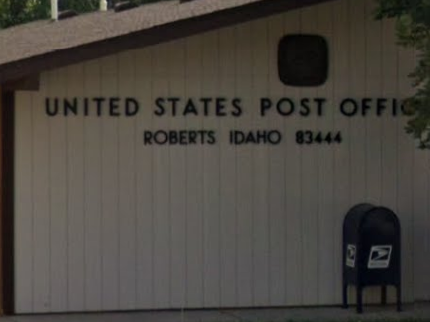 UNITED STATES POST OFFIC
ROBERTS IDAHO 83444